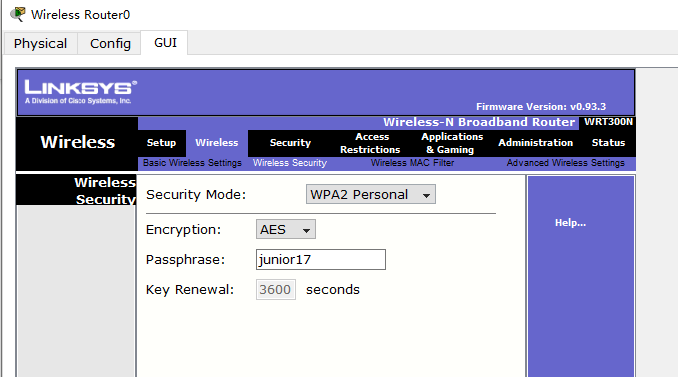 Wireless Router0
Physical Config GUI
LINKSYS®
A Division of Cisco Systems, Inc.
Firmware Version: v0.93.3
Wireless-N Broadband Router WRT300N
Wireless
Setup Wireless Security Access Restrictions Applications & Gaming Administration Status
Basic Wireless Settings Wireless Security Wireless MAC Filter Advanced Wireless Settings
Wireless
Security
Security Mode: WPA2 Personal
Encryption: AES
Passphrase: junior17
Key Renewal: 3600 seconds
Help...